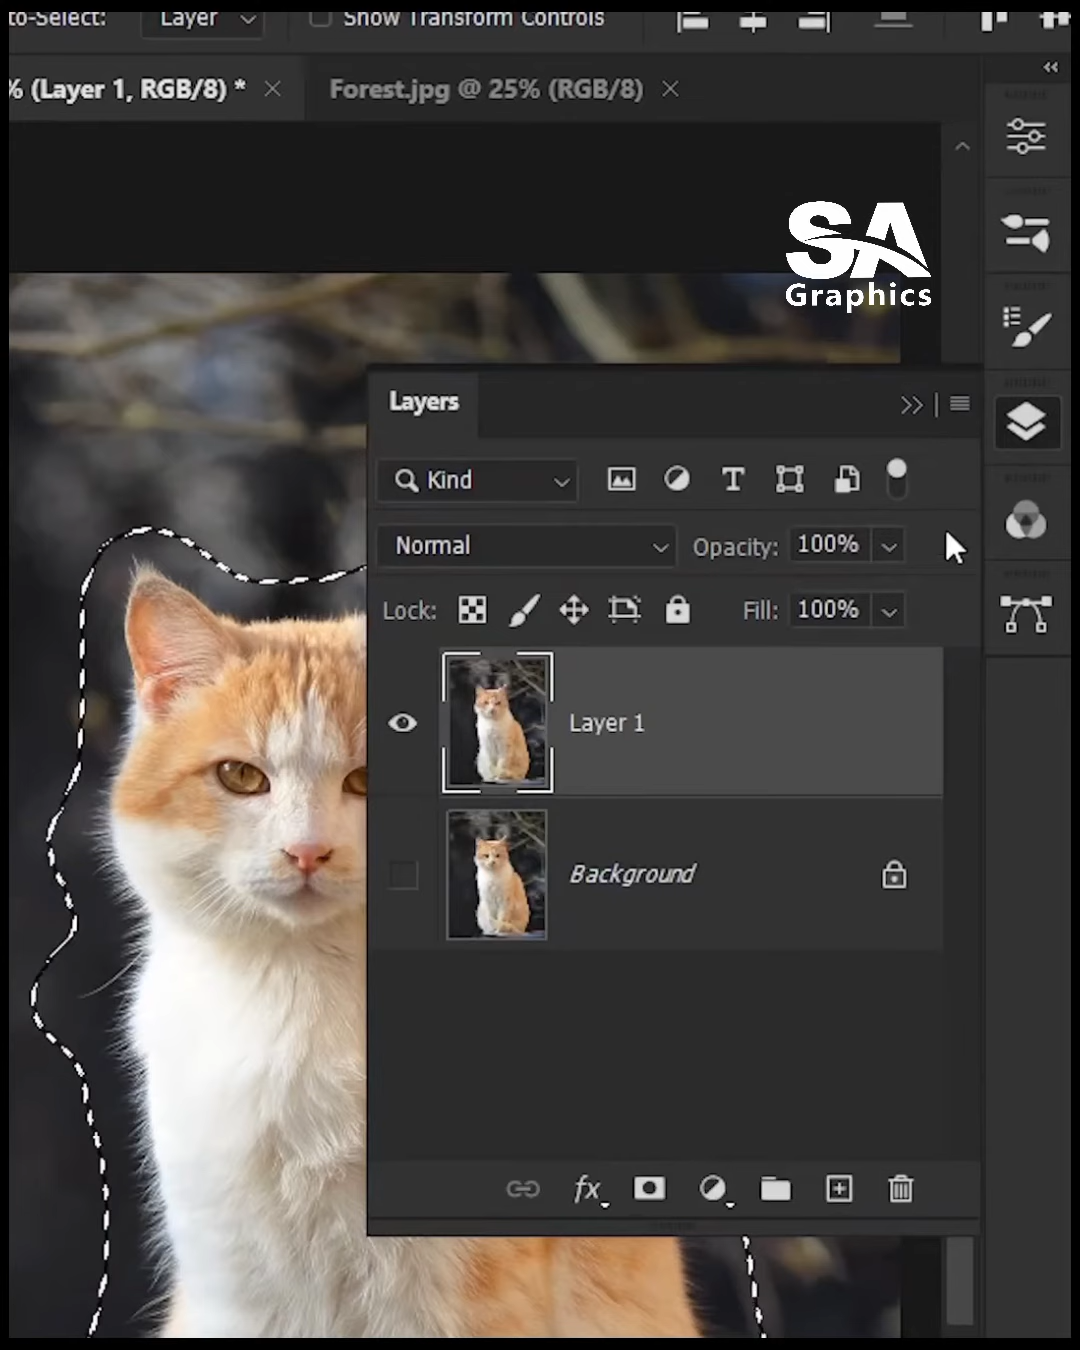 to-Select: Layer Show Transform Controls
% (Layer 1, RGB/8) * Forest.jpg @ 25% (RGB/8)
SA
Graphics
Layers
Kind
Normal Opacity: 100%
Lock: Fill: 100%
Layer 1
Background
fx